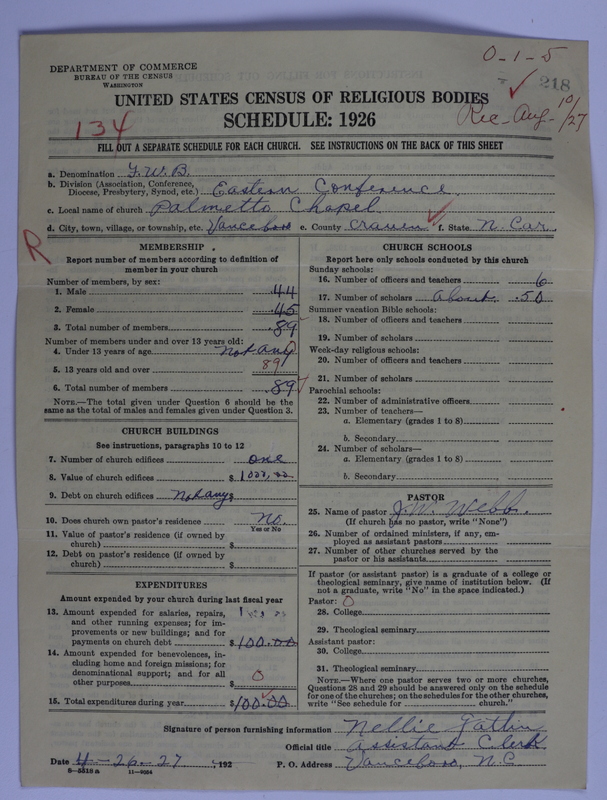 O-1-5
DEPARTMENT OF COMMERCE
BUREAU OF THE CENSUS
WASHINGTON
218
UNITED STATES CENSUS OF RELIGIOUS BODIES
SCHEDULE: 1926
134
Rec-Aug-10/27
FILL OUT A SEPARATE SCHEDULE FOR EACH CHURCH. SEE INSTRUCTIONS ON THE BACK OF THIS SHEET
a. Denomination F.W.B.
b. Division (Association, Conference, Diocese, Presbytery, Synod, etc.) Eastern Conference
c. Local name of church Palmetto Chapel
d. City, town, village, or township, etc. Vanceboro e. County Craven f. State N. Car.
R
MEMBERSHIP
Report number of members according to definition of
member in your church
Number of members, by sex:
1. Male 44
2. Female 45
3. Total number of members 89
Number of members under and over 13 years old:
4. Under 13 years of age not any
5. 13 years old and over 89
6. Total number of members 89
NOTE.—The total given under Question 6 should be the
same as the total of males and females given under Question 3.
CHURCH BUILDINGS
See instructions, paragraphs 10 to 12
7. Number of church edifices one
8. Value of church edifices $ 1000.00
9. Debt on church edifices not any $
10. Does church own pastor's residence No.
Yes or No
11. Value of pastor's residence (if owned by
church) $
12. Debt on pastor's residence (if owned by
church) $
EXPENDITURES
Amount expended by your church during last fiscal year
13. Amount expended for salaries, repairs,
and other running expenses; for im-
provements or new buildings; and for
payments on church debt $ 100.00
14. Amount expended for benevolences, in-
cluding home and foreign missions; for
denominational support; and for all
other purposes $ 0
15. Total expenditures during year $ 100.00
CHURCH SCHOOLS
Report here only schools conducted by this church
Sunday schools:
16. Number of officers and teachers 6
17. Number of scholars About 50
Summer vacation Bible schools:
18. Number of officers and teachers
19. Number of scholars
Week-day religious schools:
20. Number of officers and teachers
21. Number of scholars
Parochial schools:
22. Number of administrative officers
23. Number of teachers—
a. Elementary (grades 1 to 8)
b. Secondary
24. Number of scholars—
a. Elementary (grades 1 to 8)
b. Secondary
PASTOR
25. Name of pastor J. W. Webb.
(If church has no pastor, write "None")
26. Number of ordained ministers, if any, em-
ployed as assistant pastors
27. Number of other churches served by the
pastor or his assistants
If pastor (or assistant pastor) is a graduate of a college or
theological seminary, give name of institution below. (If
not a graduate, write "No" in the space indicated.)
Pastor: 0
28. College
29. Theological seminary
Assistant pastor:
30. College
31. Theological seminary
NOTE.—Where one pastor serves two or more churches,
Questions 28 and 29 should be answered only on the schedule
for one of the churches; on the schedules for the other churches,
write "See schedule for church."
Signature of person furnishing information Nellie Gatlin
Official title Assistant Clerk
Date 4-26-27, 192 P. O. Address Vanceboro, N.C.
8-5518a 11-9084